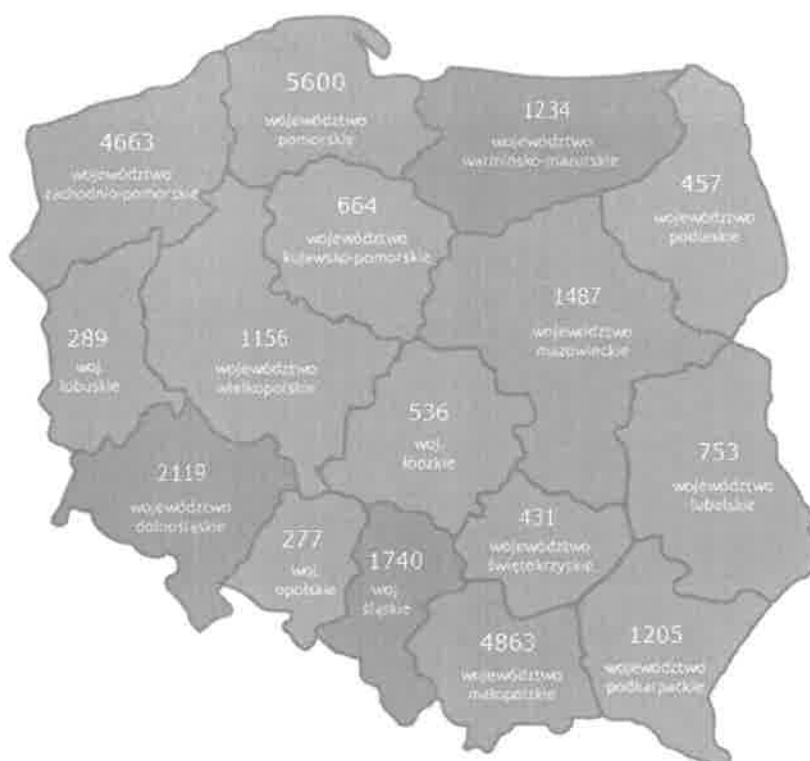 5600
województwo
pomorskie
1234
województwo
warmińsko-mazurskie
4663
województwo
zachodnio-pomorskie
457
województwo
podlaskie
664
województwo
kujawsko-pomorskie
1487
województwo
mazowieckie
289
woj.
lubuskie
1156
województwo
wielkopolskie
536
woj.
łódzkie
753
województwo
lubelskie
2119
województwo
dolnośląskie
431
województwo
świętokrzyskie
277
woj.
opolskie
1740
woj.
śląskie
4863
województwo
małopolskie
1205
województwo
podkarpackie